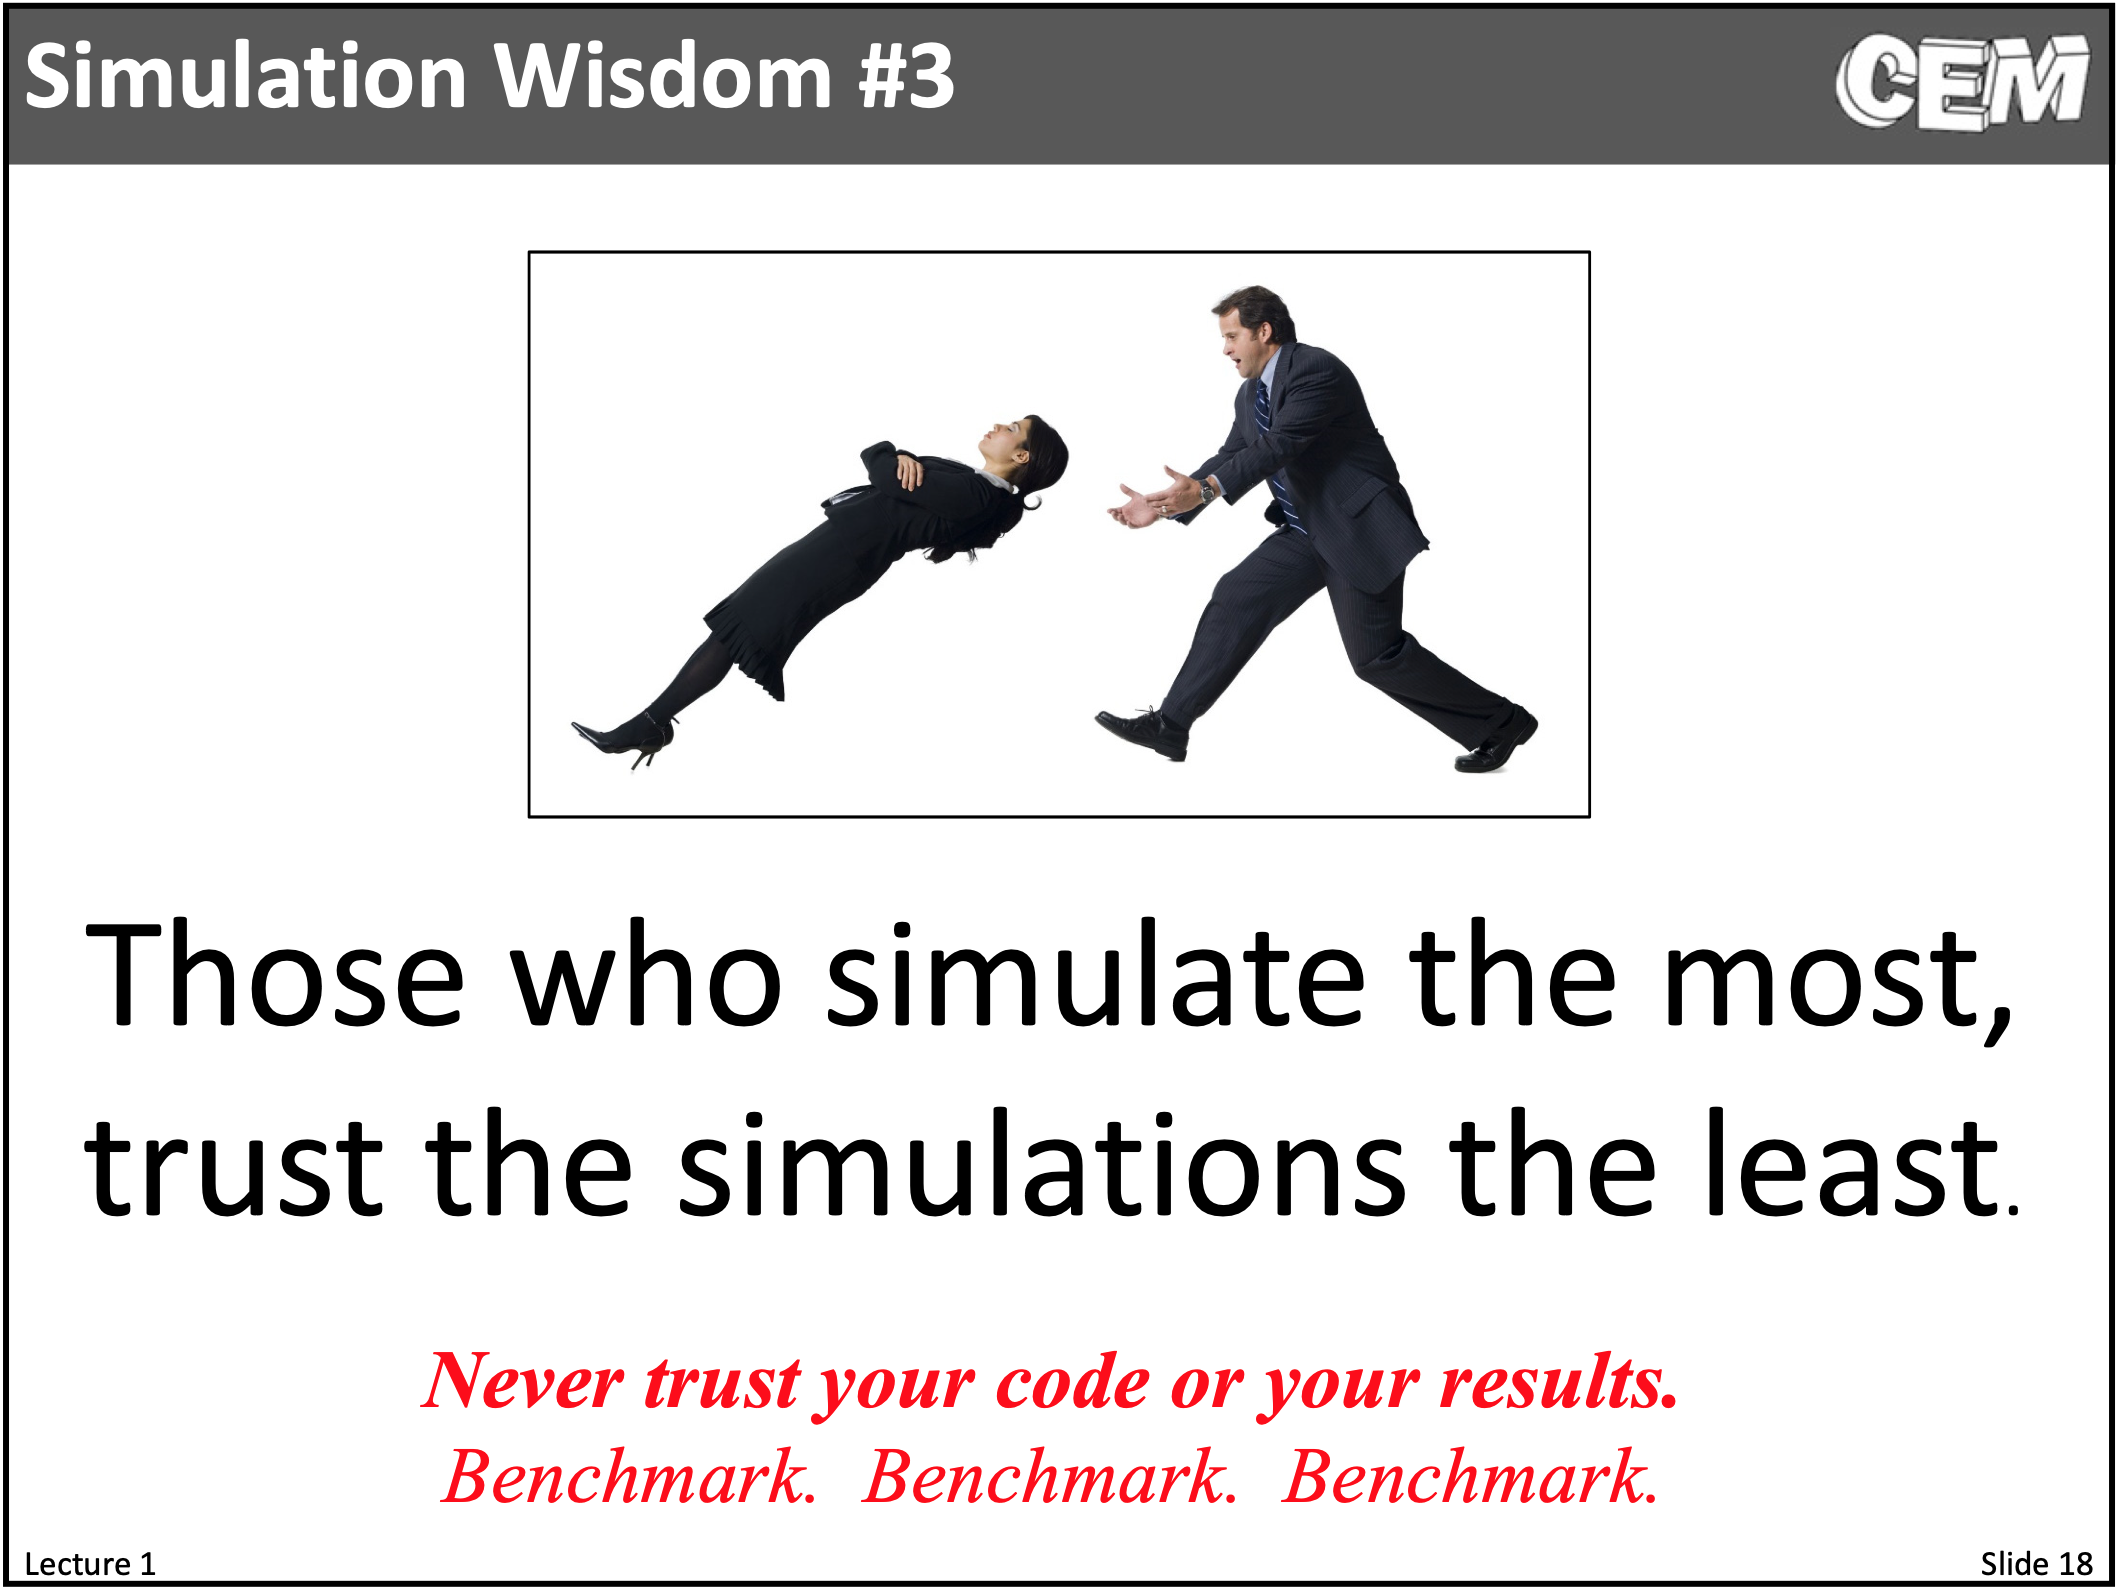 Simulation Wisdom #3
CEM
Those who simulate the most,
trust the simulations the least.
Never trust your code or your results.
Benchmark.  Benchmark.  Benchmark.
Lecture 1
Slide 18